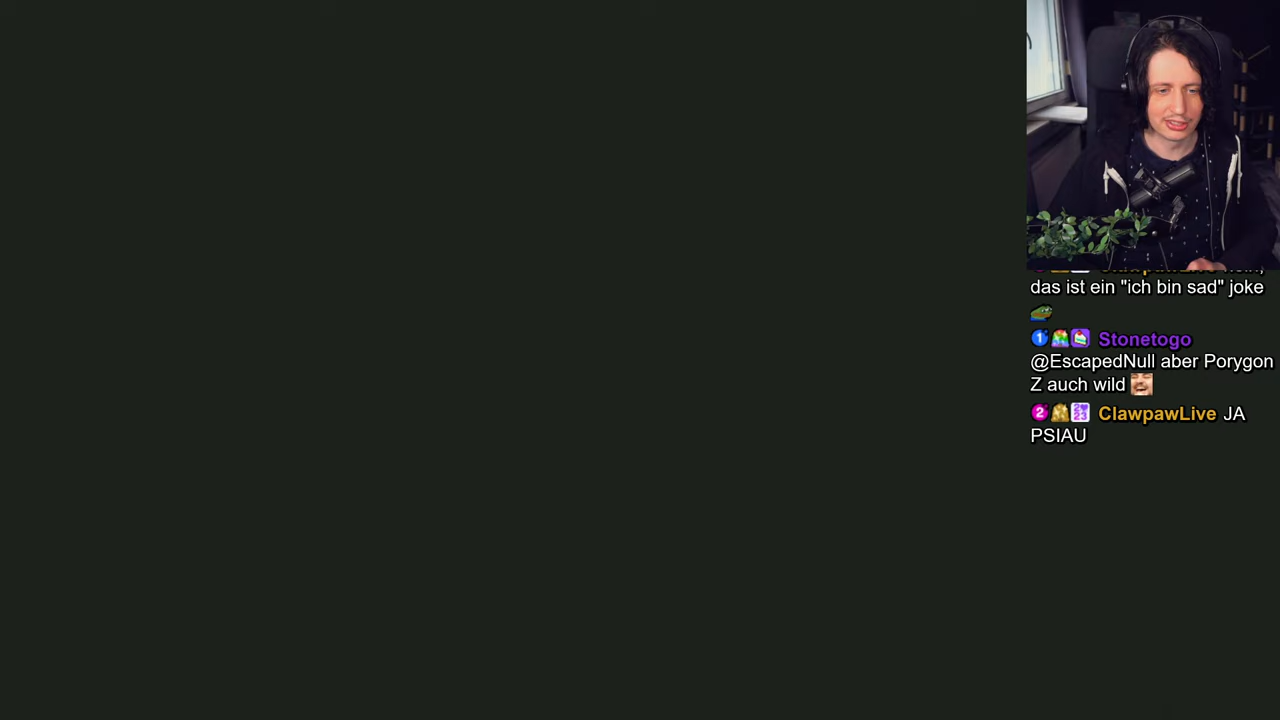 das ist ein "ich bin sad" joke
Stonetogo
@EscapedNull aber Porygon
Z auch wild
ClawpawLive JA
PSIAU